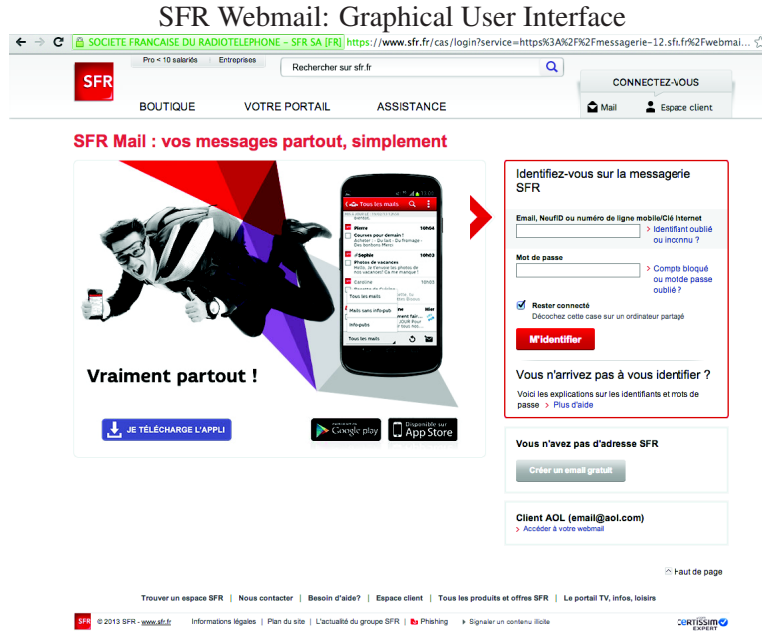 SFR Webmail: Graphical User Interface
SOCIETE FRANCAISE DU RADIOTELEPHONE – SFR SA [FR] https://www.sfr.fr/cas/login?service=https%3A%2F%2Fmessagerie-12.sfr.fr%2Fwebmai...
Pro < 10 salariés | Entreprises
Rechercher sur sfr.fr
SFR
CONNECTEZ-VOUS
BOUTIQUE VOTRE PORTAIL ASSISTANCE
Mail Espace client
SFR Mail : vos messages partout, simplement
Tous les mails
Pierre 10h04
Courses pour demain !
Acheter : - Du lait - Du fromage -
Des bonbons Merci
//Sophie 10h03
Photos de vacances
Hello, Je t'envoie les photos de
nos vacances! Ca me manque !
Caroline 10h02
Tous les mails
Mails sans info-pub
Info-pubs
Hier
Tous les mails
Vraiment partout !
JE TÉLÉCHARGE L'APPLI
Google play
Disponible sur
App Store
Identifiez-vous sur la messagerie
SFR
Email, NeufID ou numéro de ligne mobile/Clé Internet
> Identifiant oublié
ou inconnu ?
Mot de passe
> Compte bloqué
ou mot de passe
oublié ?
Rester connecté
Décochez cette case sur un ordinateur partagé
M'identifier
Vous n'arrivez pas à vous identifier ?
Voici les explications sur les identifiants et mots de
passe > Plus d'aide
Vous n'avez pas d'adresse SFR
Créer un email gratuit
Client AOL (email@aol.com)
> Accéder à votre webmail
Haut de page
Trouver un espace SFR | Nous contacter | Besoin d'aide? | Espace client | Tous les produits et offres SFR | Le portail TV, infos, loisirs
SFR © 2013 SFR - www.sfr.fr Informations légales | Plan du site | L'actualité du groupe SFR | Phishing Signaler un contenu illicite
CERTISSIM
EXPERT